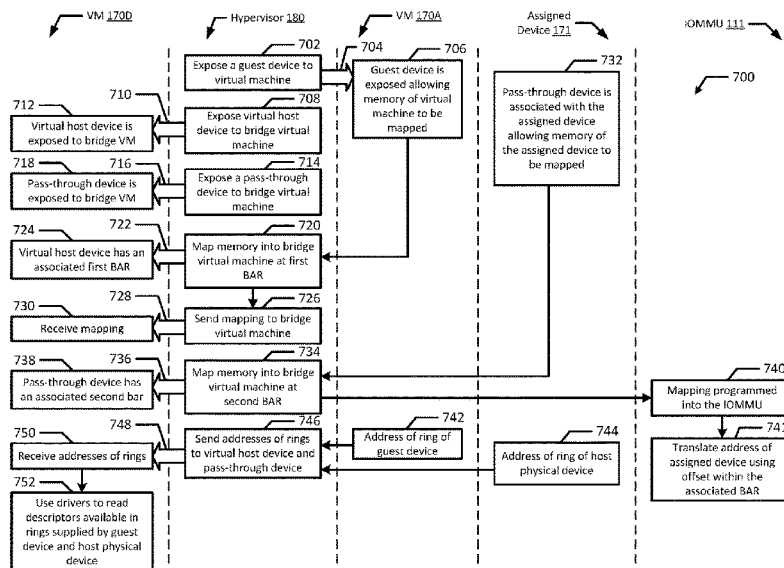 VM 170D
Hypervisor 180
VM 170A
Assigned
Device 171
iOMMU 111
700
702
Expose a guest device to
virtual machine
704
706
Guest device is
exposed allowing
memory of virtual
machine to be
mapped
732
Pass-through device is
associated with the
assigned device
allowing memory of
the assigned device to
be mapped
712
Virtual host device is
exposed to bridge VM
710
708
Expose virtual host
device to bridge virtual
machine
718
Pass-through device is
exposed to bridge VM
716
714
Expose a pass-through
device to bridge virtual
machine
724
Virtual host device has
an associated first BAR
722
720
Map memory into bridge
virtual machine at first
BAR
730
Receive mapping
728
726
Send mapping to bridge
virtual machine
738
Pass-through device has
an associated second bar
736
734
Map memory into bridge
virtual machine at
second BAR
740
Mapping programmed
into the IOMMU
750
Receive addresses of rings
748
746
Send addresses of rings
to virtual host device and
pass-through device
742
Address of ring of
guest device
744
Address of ring of host
physical device
741
Translate address of
assigned device using
offset within the
associated BAR
752
Use drivers to read
descriptors available in
rings supplied by guest
device and host physical
device